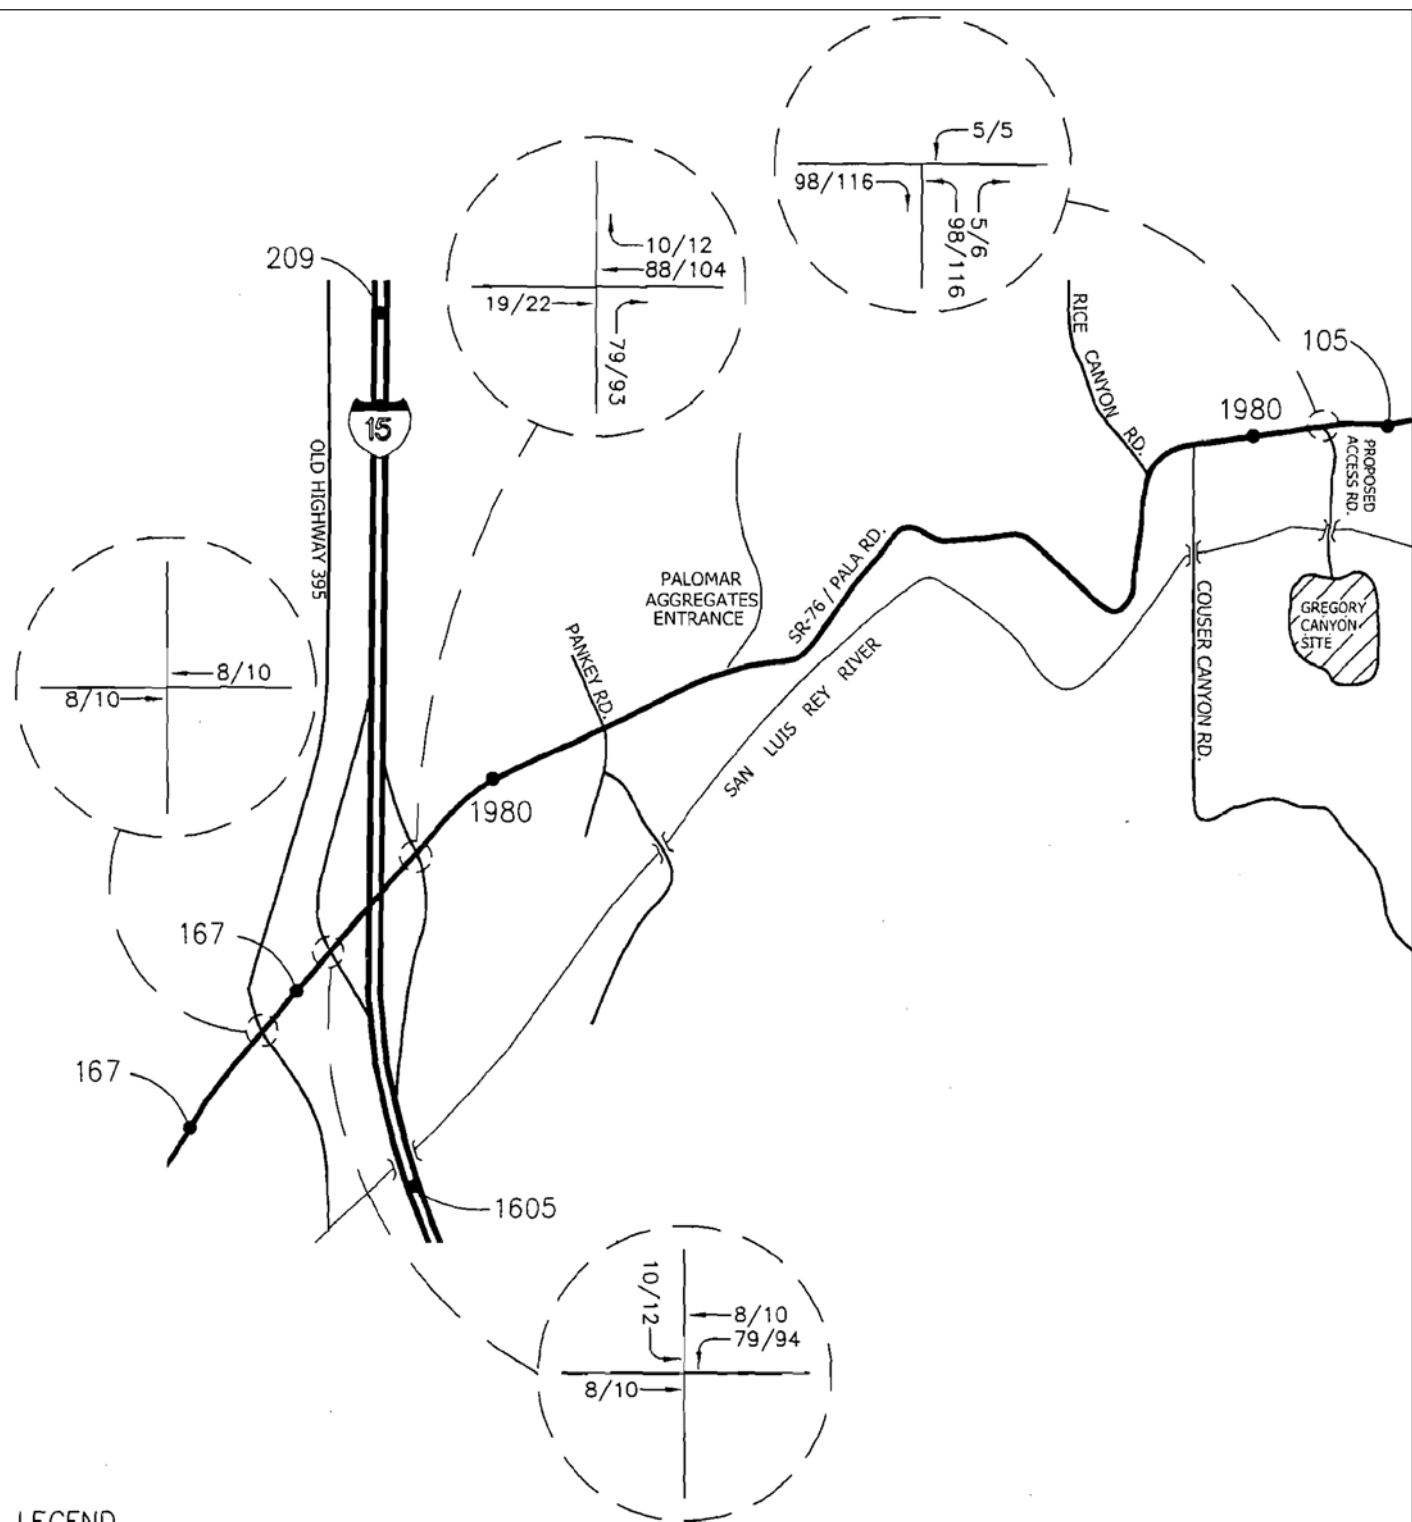 5/5
98/116
5/6
98/116
10/12
88/104
19/22
79/93
209
15
OLD HIGHWAY 395
RICE CANYON RD.
105
1980
PROPOSED
ACCESS RD.
PALOMAR
AGGREGATES
ENTRANCE
SR-76 / PALA RD.
GREGORY
CANYON
SITE
PANKEY RD.
SAN LUIS REY RIVER
COUSER CANYON RD.
8/10
8/10
1980
167
167
1605
10/12
8/10
79/94
8/10
LEGEND